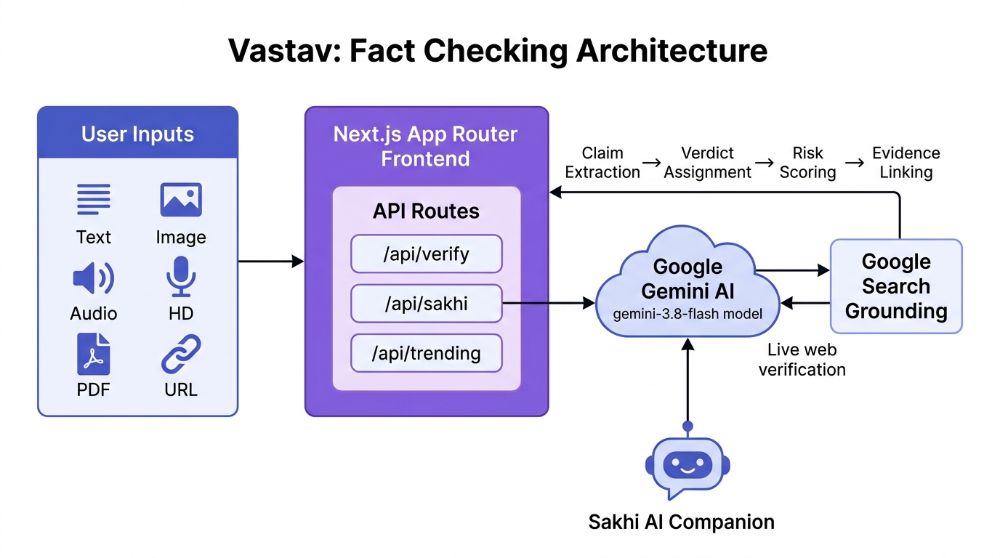 Vastav: Fact Checking Architecture
User Inputs
Text
Image
Audio
HD
PDF
URL
Next.js App Router
Frontend
API Routes
/api/verify
/api/sakhi
/api/trending
Claim
Extraction
Verdict
Assignment
Risk
Scoring
Evidence
Linking
Google
Gemini AI
gemini-3.8-flash model
Google
Search
Grounding
Live web
verification
Sakhi AI Companion